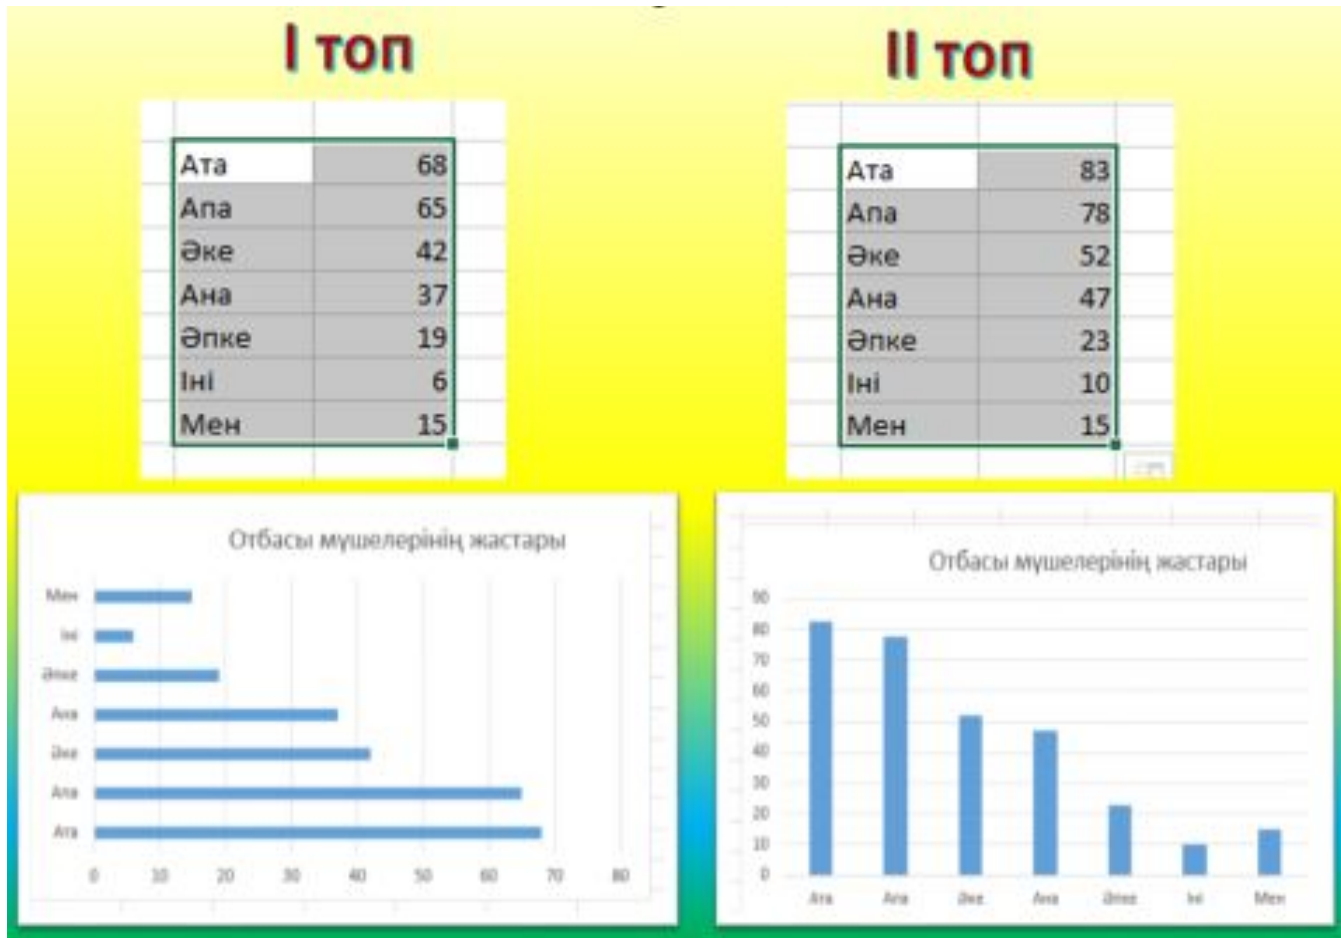 І топ
Ата 68
Апа 65
Әке 42
Ана 37
Әпке 19
Іні 6
Мен 15
Отбасы мүшелерінің жастары
Мен
Іні
Әпке
Ана
Әке
Апа
Ата
0 10 20 30 40 50 60 70 80
ІІ топ
Ата 83
Апа 78
Әке 52
Ана 47
Әпке 23
Іні 10
Мен 15
Отбасы мүшелерінің жастары
90
80
70
60
50
40
30
20
10
0
Ата Апа Әке Ана Әпке Іні Мен